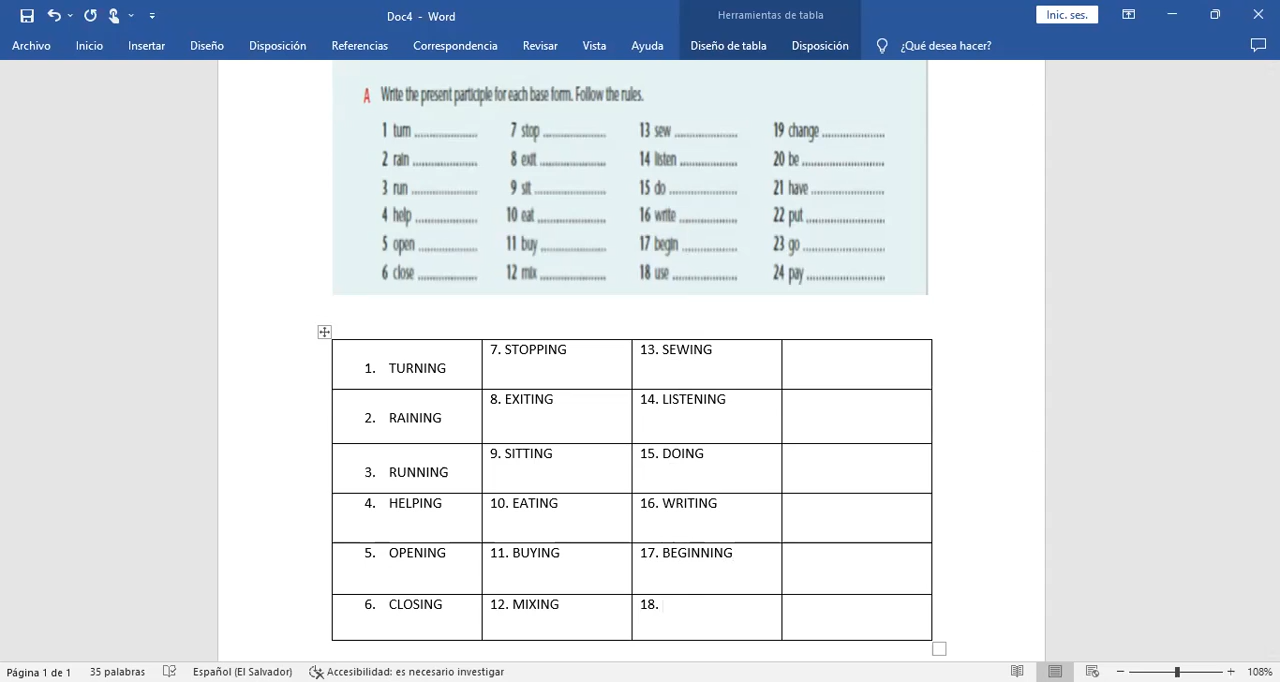 Doc4 - Word
Herramientas de tabla
Inic. ses.
Archivo Inicio Insertar Diseño Disposición Referencias Correspondencia Revisar Vista Ayuda Diseño de tabla Disposición ¿Qué desea hacer?
A Write the present participle for each base form. Follow the rules.
1 turn .................... 7 stop .................... 13 sew .................... 19 change ....................
2 rain .................... 8 exit .................... 14 listen .................... 20 be ....................
3 run .................... 9 sit .................... 15 do .................... 21 have ....................
4 help .................... 10 eat .................... 16 write .................... 22 put ....................
5 open .................... 11 buy .................... 17 begin .................... 23 go ....................
6 close .................... 12 mix .................... 18 use .................... 24 pay ....................
1. TURNING 7. STOPPING 13. SEWING
2. RAINING 8. EXITING 14. LISTENING
3. RUNNING 9. SITTING 15. DOING
4. HELPING 10. EATING 16. WRITING
5. OPENING 11. BUYING 17. BEGINNING
6. CLOSING 12. MIXING 18.
Página 1 de 1 35 palabras Español (El Salvador) Accesibilidad: es necesario investigar 108%